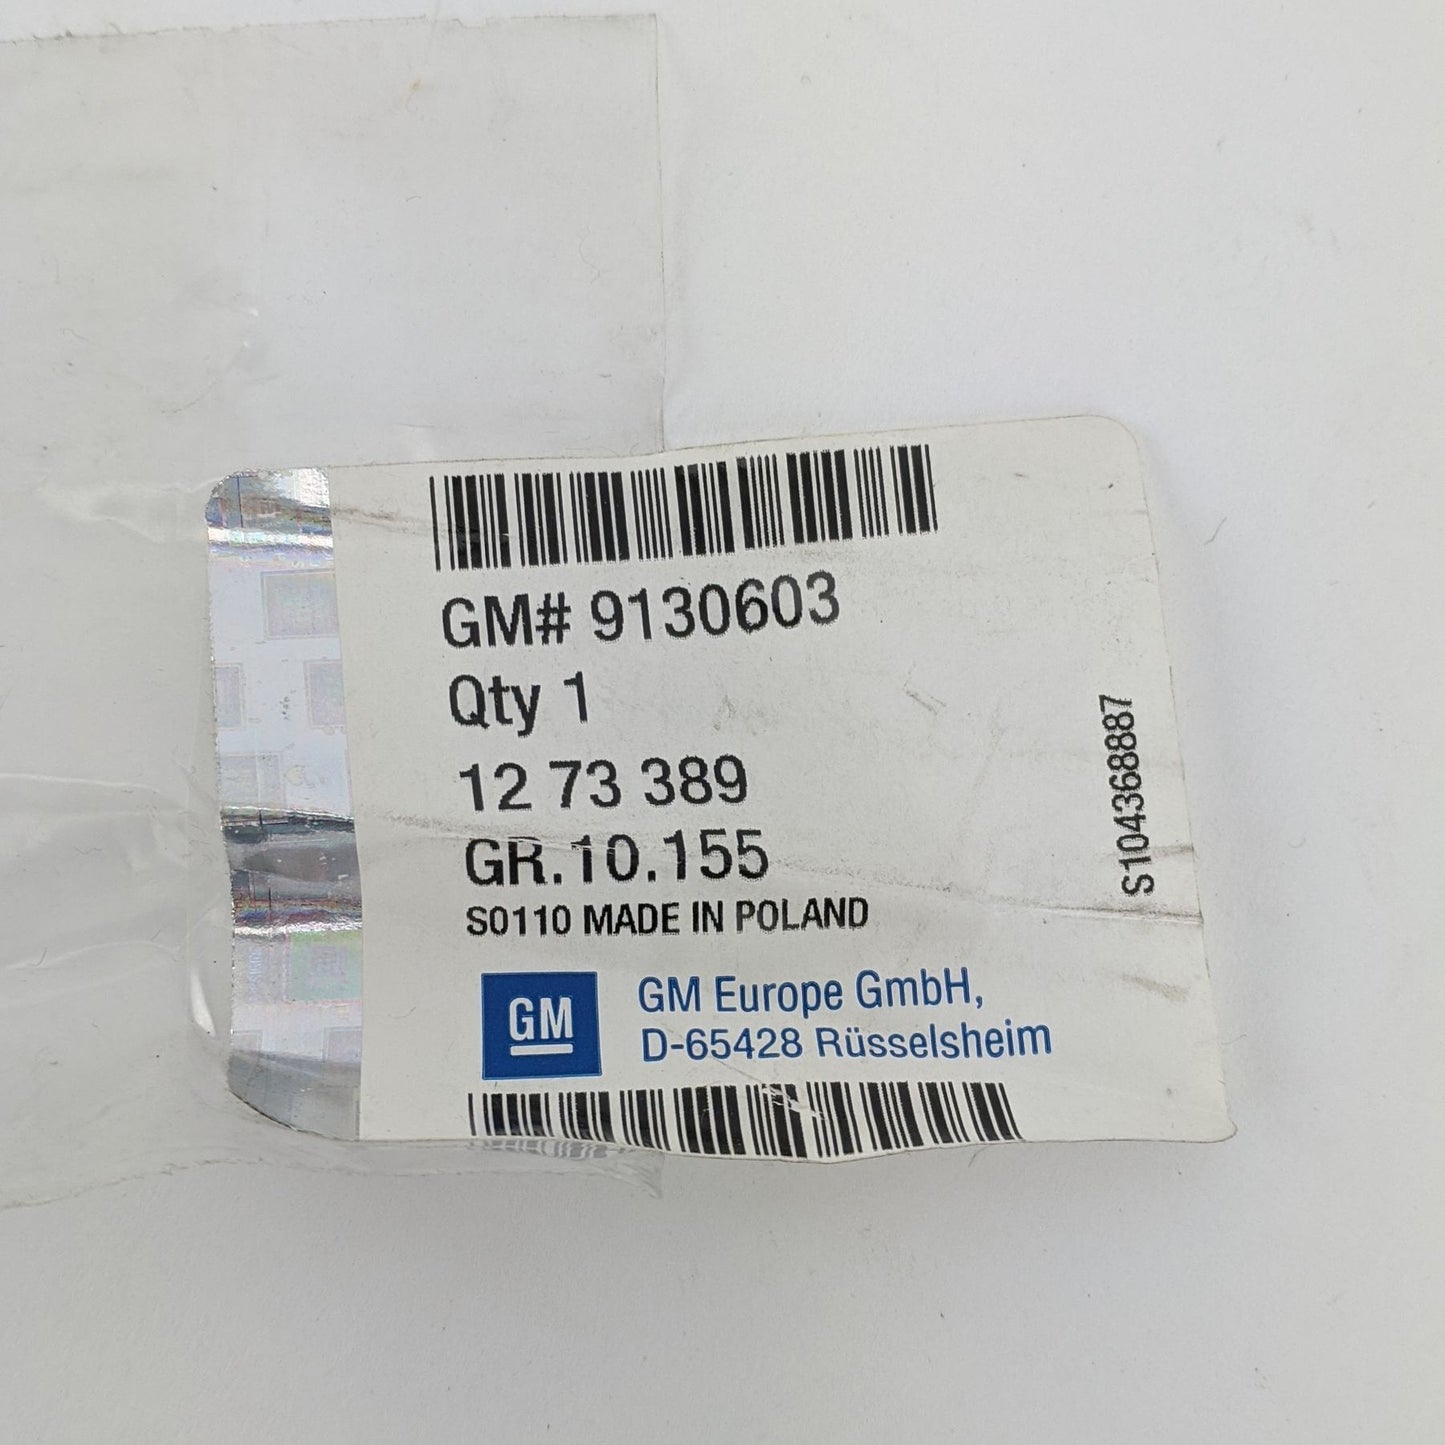 GM# 9130603
Qty 1
12 73 389
GR.10.155
S0110 MADE IN POLAND
GM
GM Europe GmbH,
D-65428 Rüsselsheim
S104368887